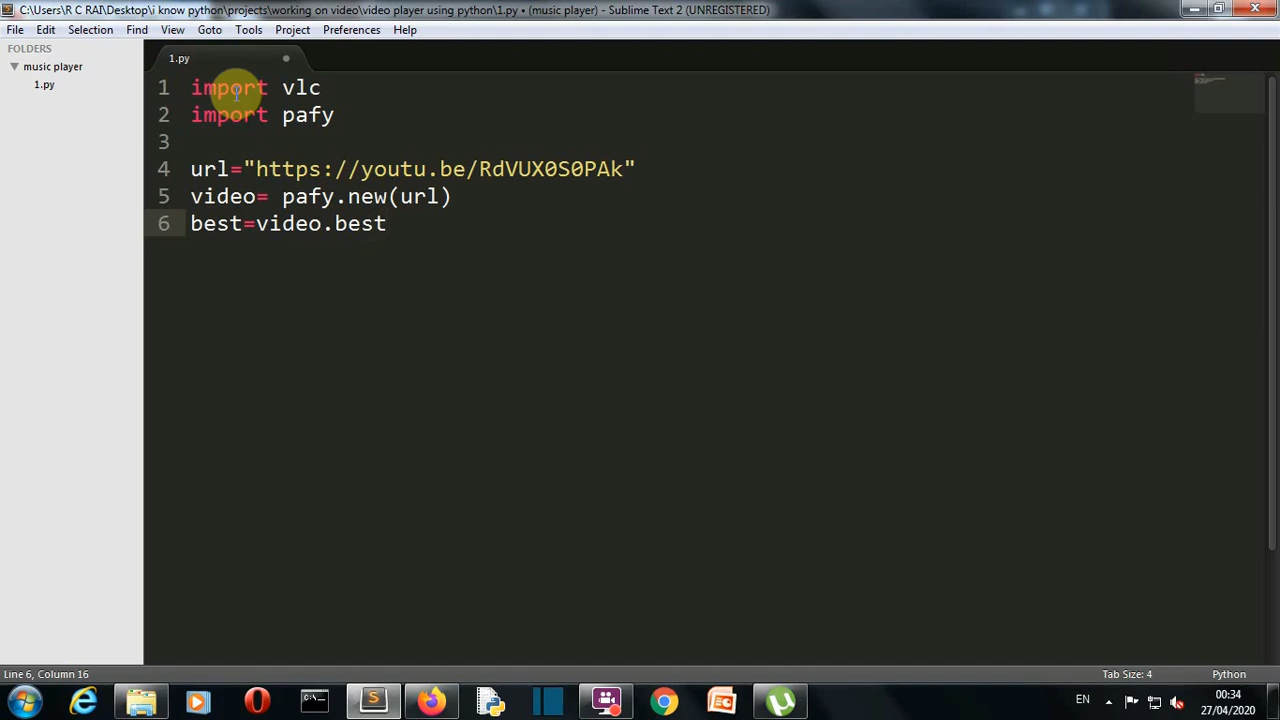 C:\Users\R C RAI\Desktop\i know python\projects\working on video\video player using python\1.py • (music player) - Sublime Text 2 (UNREGISTERED)
File Edit Selection Find View Goto Tools Project Preferences Help
FOLDERS
music player
1.py
1.py
1 import vlc
2 import pafy
3
4 url="https://youtu.be/RdVUX0S0PAk"
5 video= pafy.new(url)
6 best=video.best
Line 6, Column 16
Tab Size: 4
Python
EN
00:34
27/04/2020